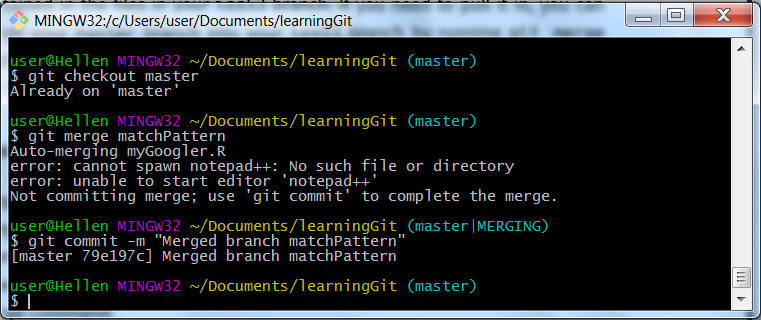 MINGW32:/c/Users/user/Documents/learningGit
user@Hellen MINGW32 ~/Documents/learningGit (master)
$ git checkout master
Already on 'master'
user@Hellen MINGW32 ~/Documents/learningGit (master)
$ git merge matchPattern
Auto-merging myGoogler.R
error: cannot spawn notepad++: No such file or directory
error: unable to start editor 'notepad++'
Not committing merge; use 'git commit' to complete the merge.
user@Hellen MINGW32 ~/Documents/learningGit (master|MERGING)
$ git commit -m "Merged branch matchPattern"
[master 79e197c] Merged branch matchPattern
user@Hellen MINGW32 ~/Documents/learningGit (master)
$